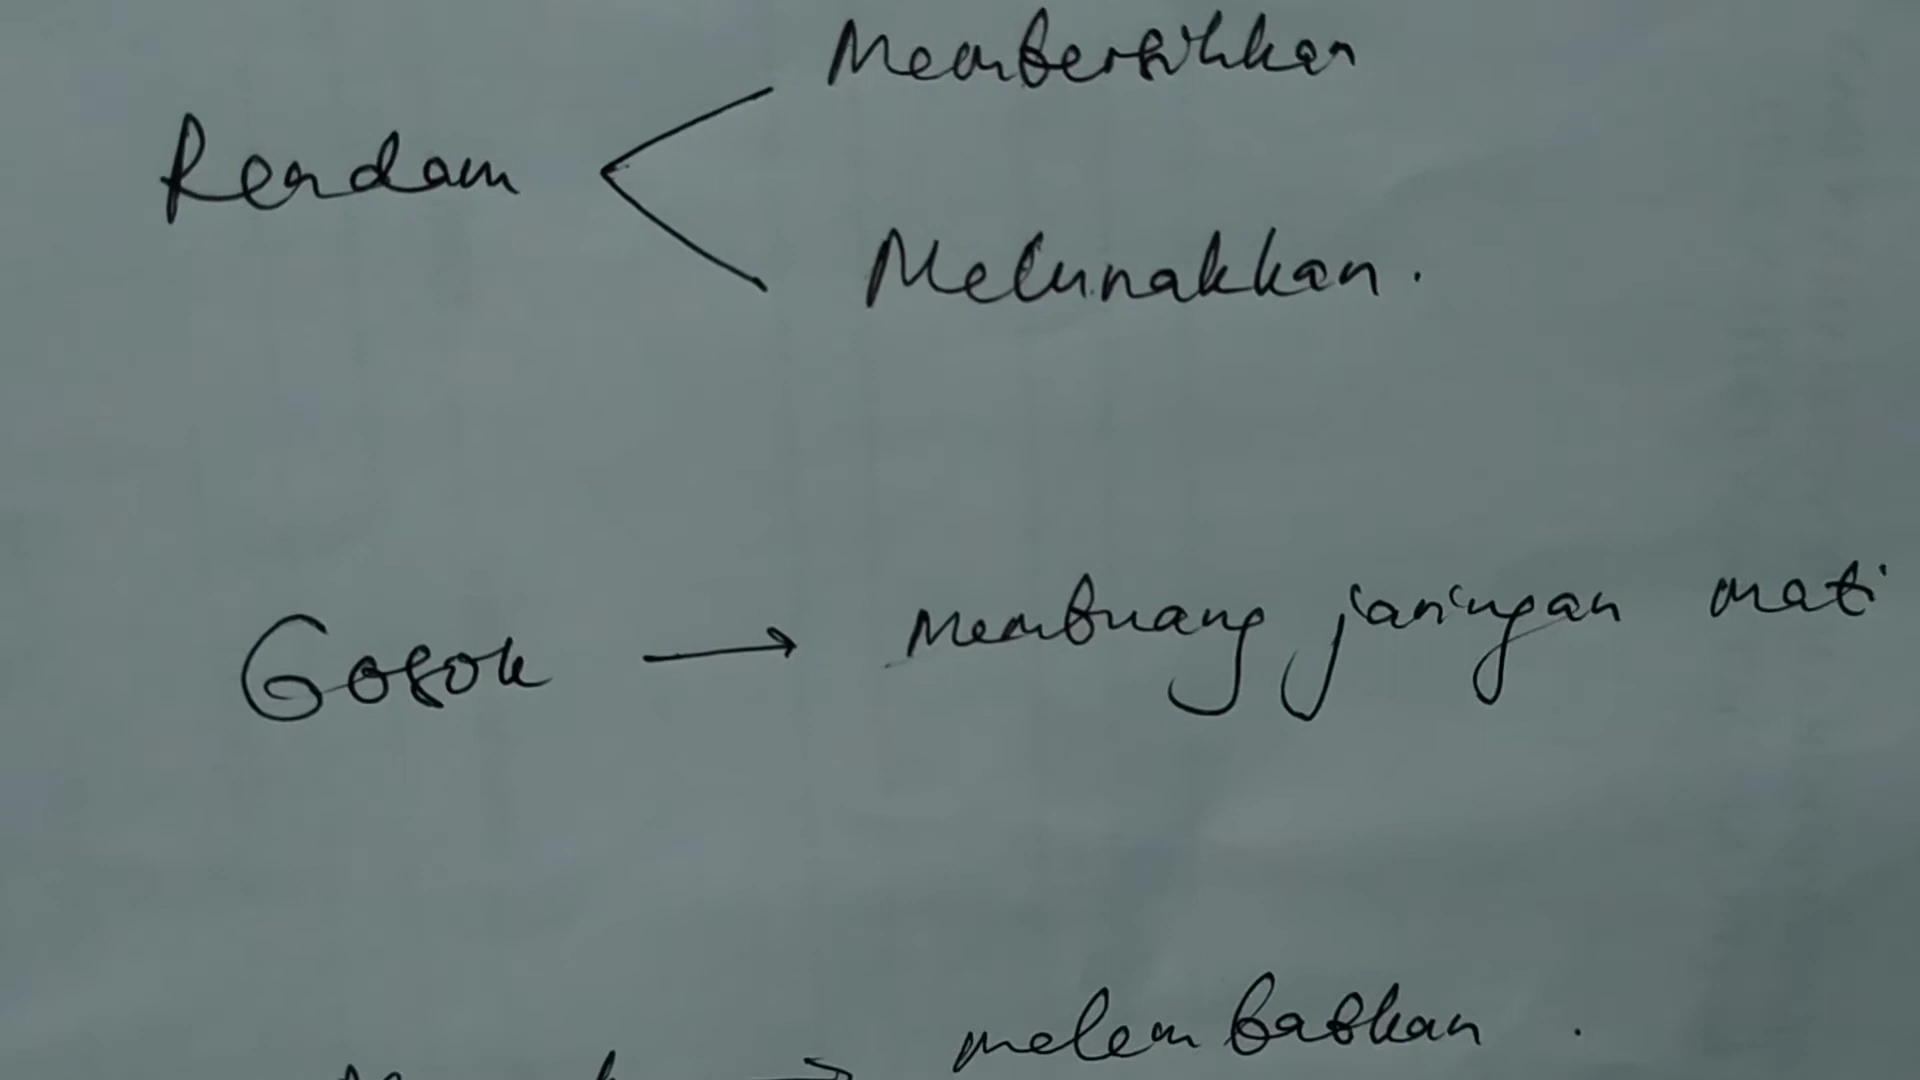 Membersihkan
Rendam
Melunakkan.
Gosok → Membuang jaringan mati
melembabkan.